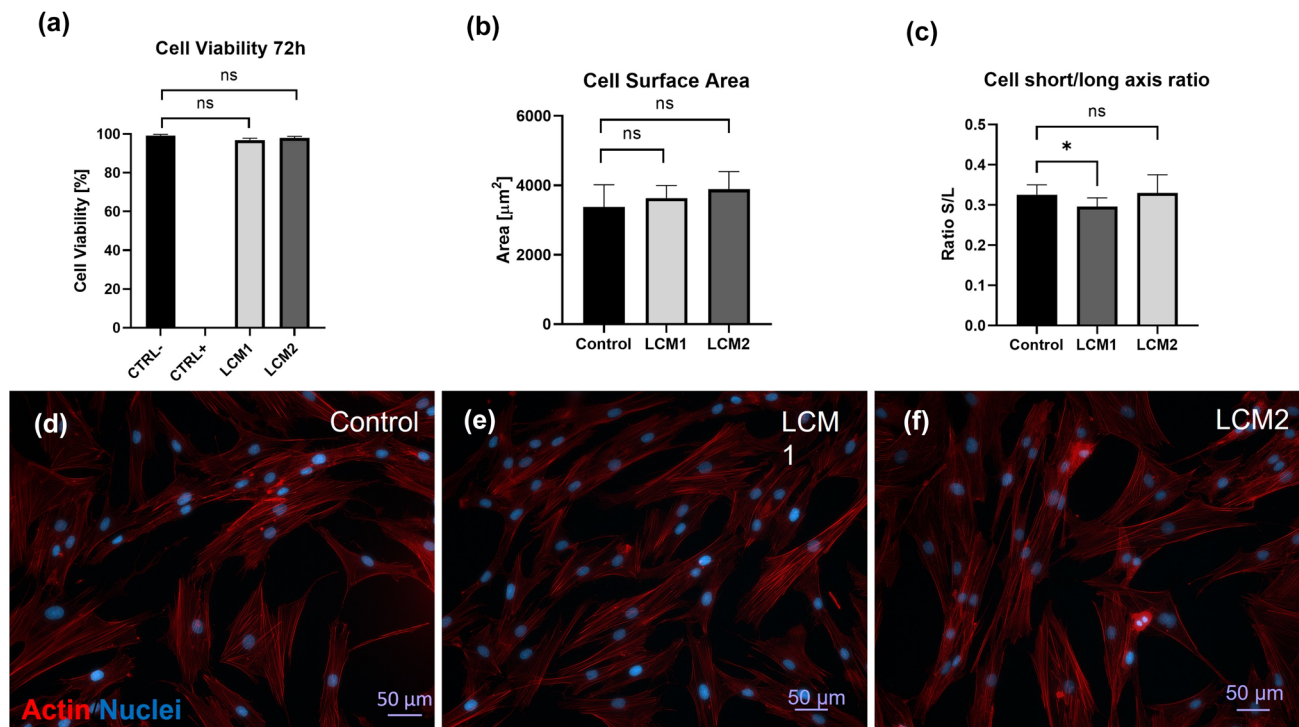 (a)
Cell Viability 72h
ns
ns
Cell Viability [%]
100
80
60
40
20
0
CTRL-
CTRL+
LCM1
LCM2
(b)
Cell Surface Area
ns
ns
Area [μm²]
6000
4000
2000
0
Control
LCM1
LCM2
(c)
Cell short/long axis ratio
ns
*
Ratio S/L
0.5
0.4
0.3
0.2
0.1
0.0
Control
LCM1
LCM2
(d)
Control
Actin Nuclei
50 μm
(e)
LCM
1
50 μm
(f)
LCM2
50 μm